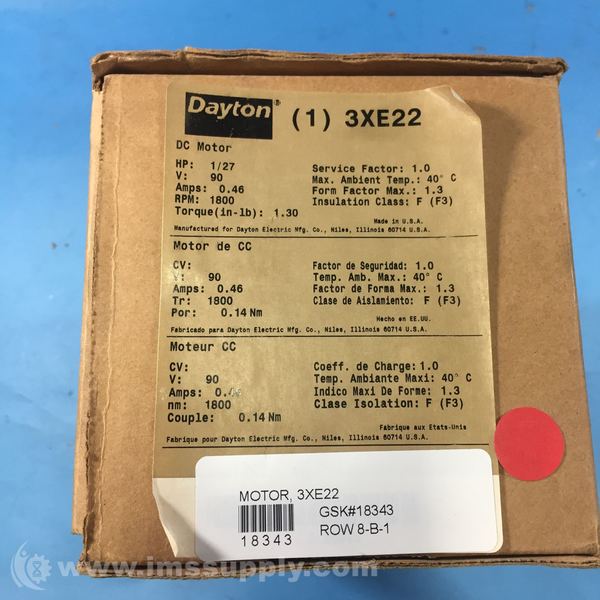 Dayton® (1) 3XE22
DC Motor
HP: 1/27 Service Factor: 1.0
V: 90 Max. Ambient Temp.: 40° C
Amps: 0.46 Form Factor Max.: 1.3
RPM: 1800 Insulation Class: F (F3)
Torque(in-lb): 1.30
Made in U.S.A.
Manufactured for Dayton Electric Mfg. Co., Niles, Illinois 60714 U.S.A.
Motor de CC
CV: Factor de Seguridad: 1.0
V: 90 Temp. Amb. Max.: 40° C
Amps: 0.46 Factor de Forma Max.: 1.3
Tr: 1800 Clase de Aislamiento: F (F3)
Por: 0.14 Nm
Hecho en EE.UU.
Fabricado para Dayton Electric Mfg. Co., Niles, Illinois 60714 U.S.A.
Moteur CC
CV: Coeff. de Charge: 1.0
V: 90 Temp. Ambiante Maxi: 40° C
Amps: Indico Maxi De Forme: 1.3
nm: 1800 Clase Isolation: F (F3)
Couple: 0.14 Nm
Fabrique aux Etats-Unis
Fabrique pour Dayton Electric Mfg. Co., Niles, Illinois 60714 U.S.A.
MOTOR, 3XE22
GSK#18343
18343 ROW 8-B-1
© www.imssupply.com